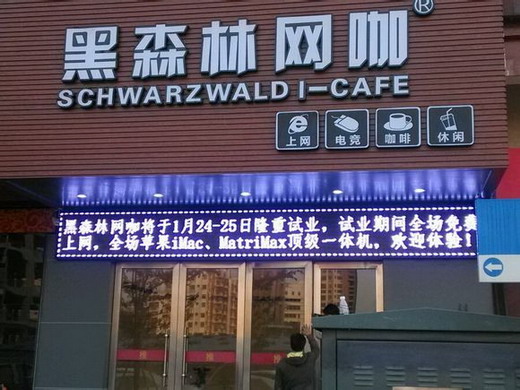 黑森林网咖®
SCHWARZWALD I-CAFE
上网 电竞 咖啡 休闲
黑森林网咖将于1月24-25日隆重试业，试业期间全场免费
上网，全场苹果iMac、MatriMax顶级一体机，欢迎体验！
推 推